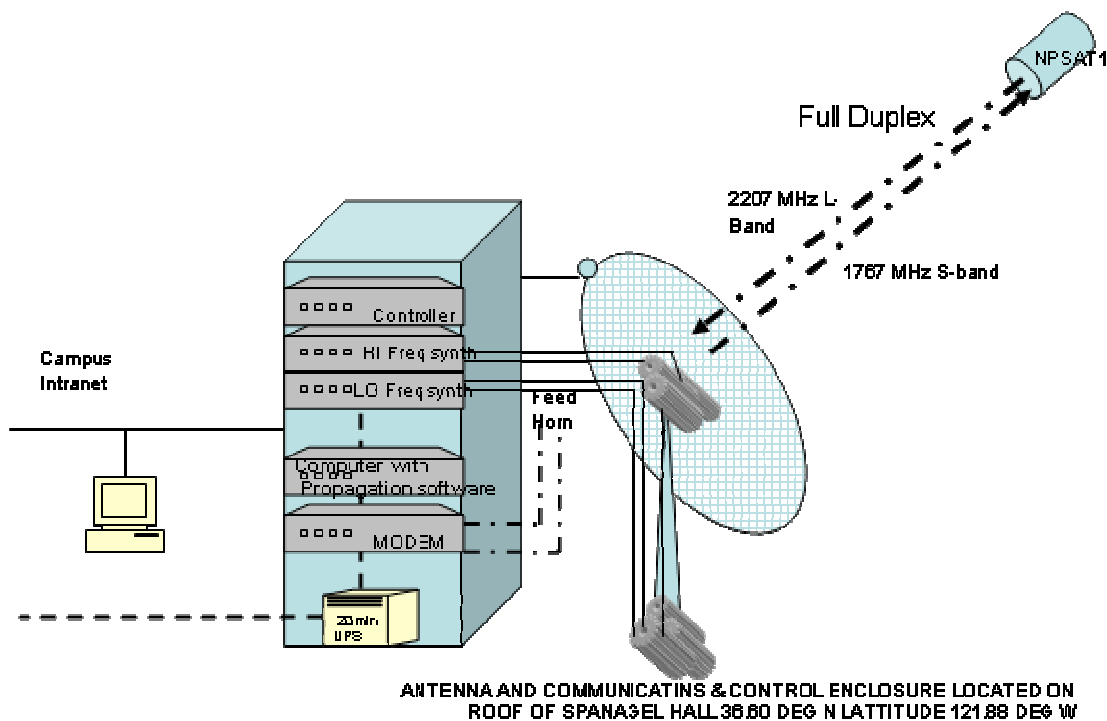 NPSAT1
Full Duplex
2207 MHz L-
Band
1767 MHz S-band
Controller
HI Freq synth
LO Freq synth
Campus
Intranet
Feed
Horn
Computer with
Propagation software
MODEM
20min
UPS
ANTENNA AND COMMUNICATINS & CONTROL ENCLOSURE LOCATED ON
ROOF OF SPANAGEL HALL 36.60 DEG N LATTITUDE 121.88 DEG W